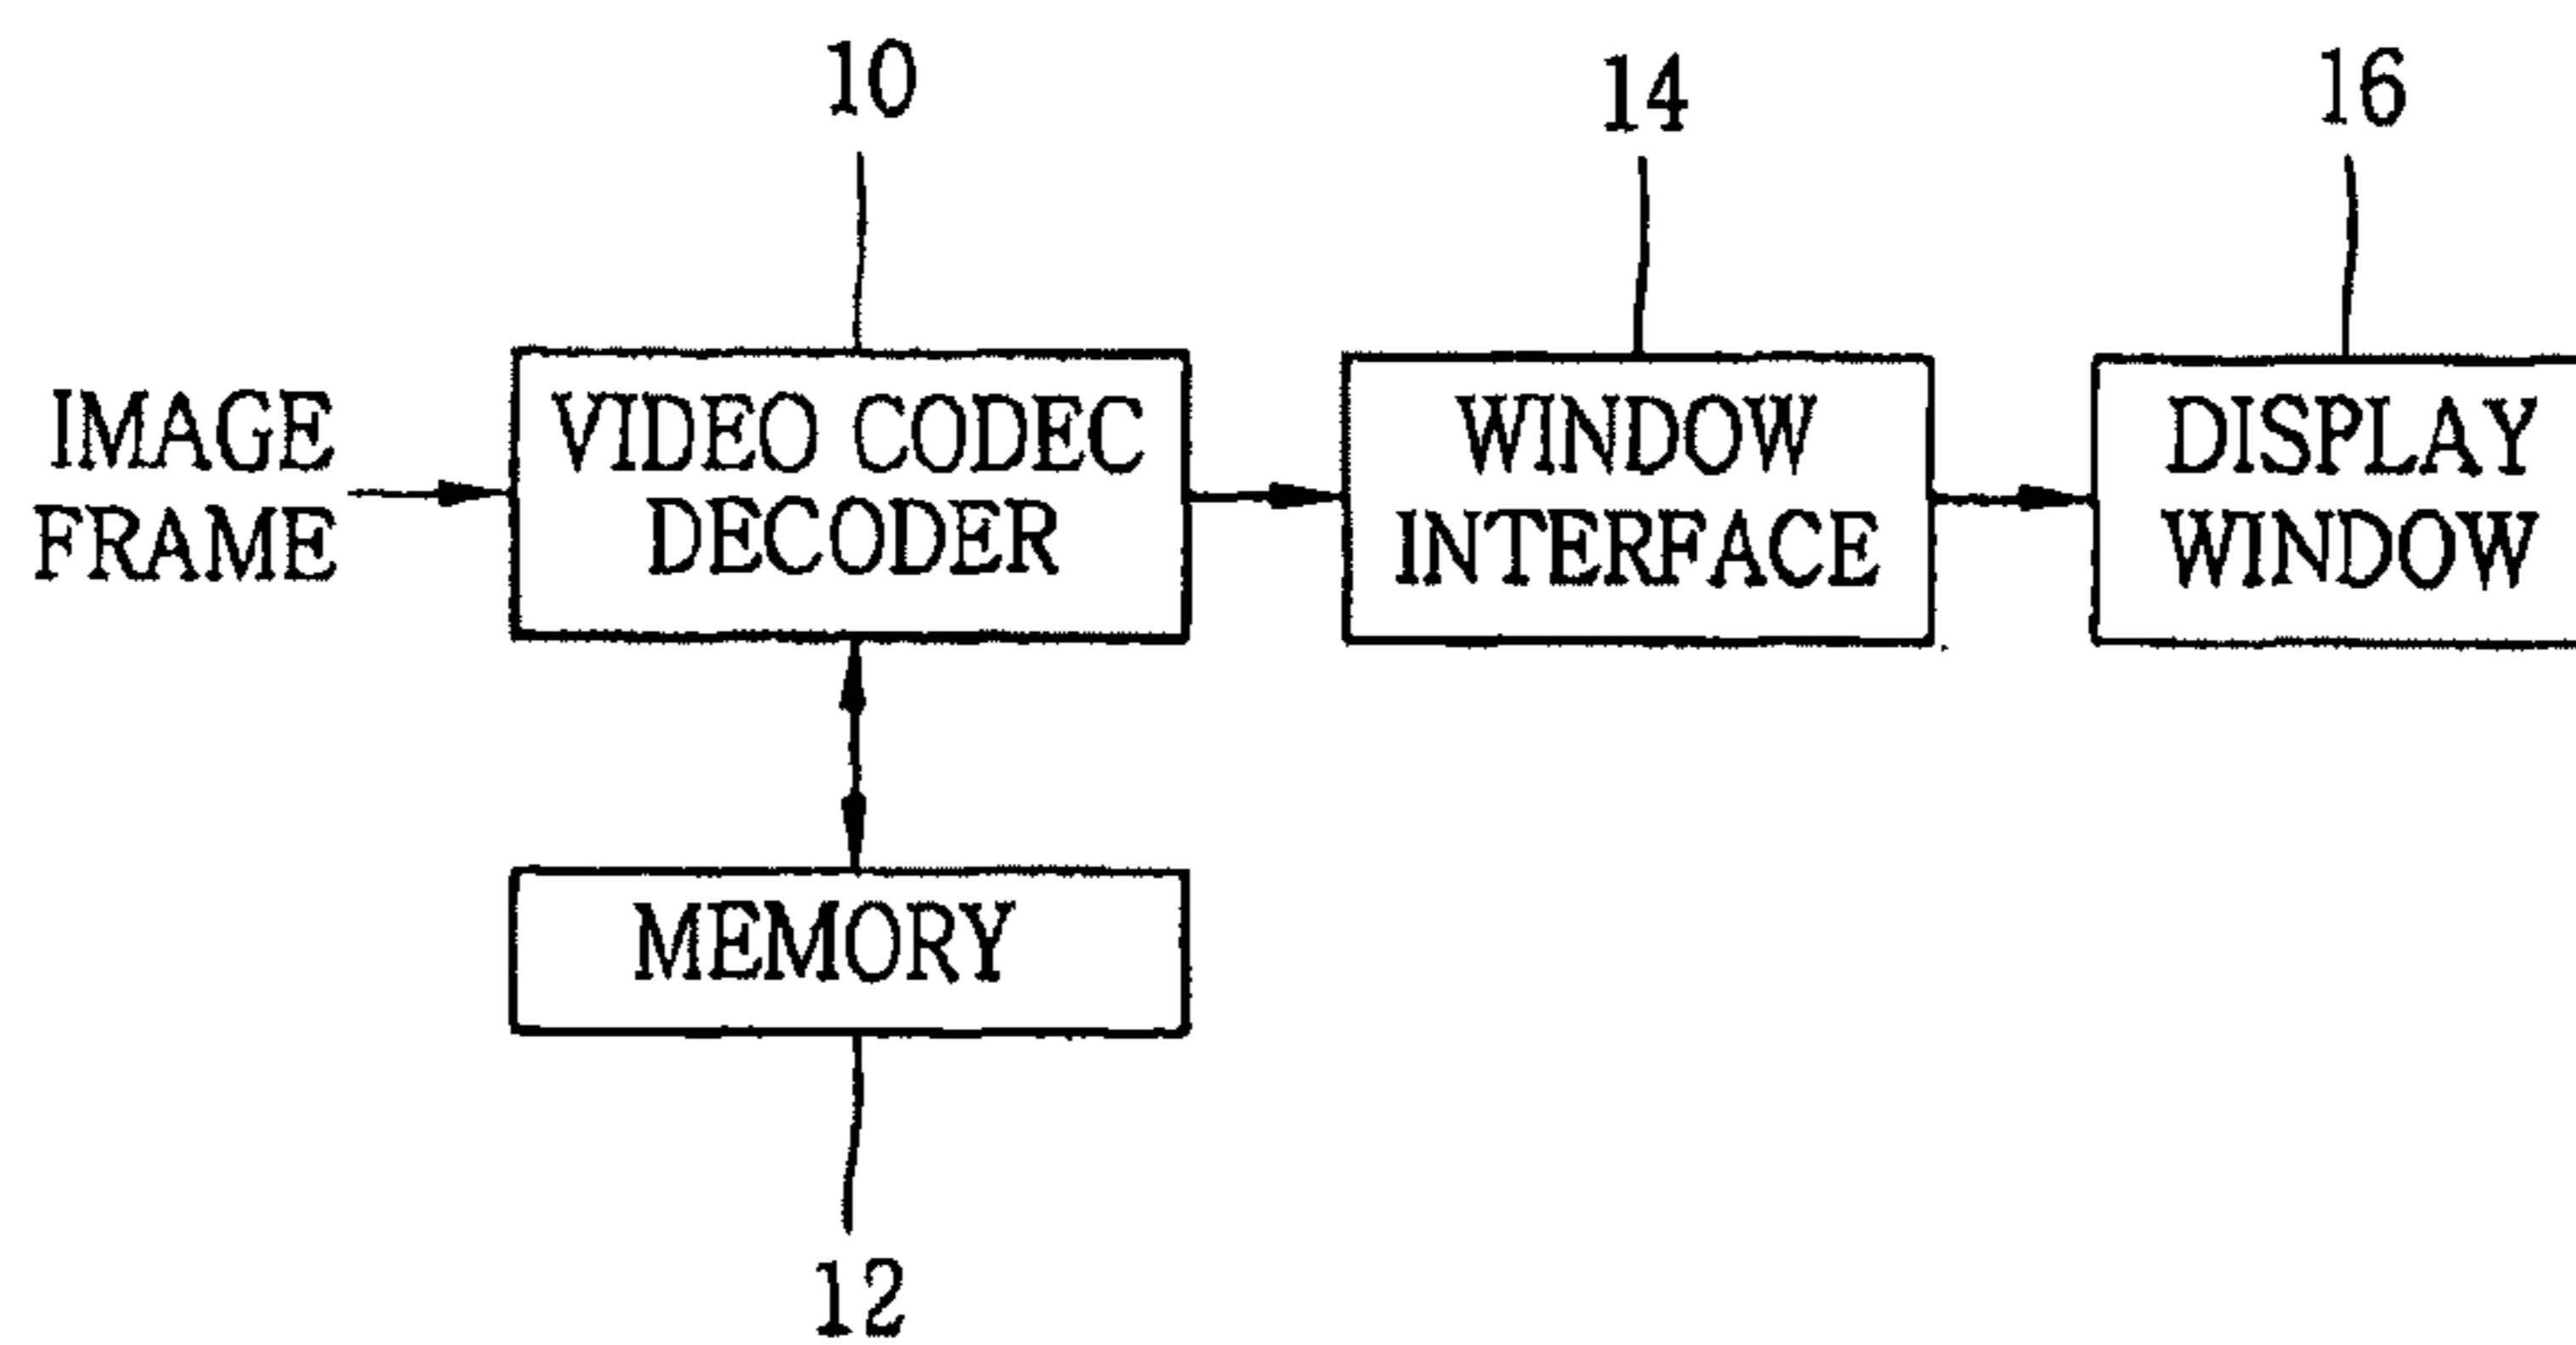 10
14
16
IMAGE
FRAME
VIDEO CODEC
DECODER
WINDOW
INTERFACE
DISPLAY
WINDOW
MEMORY
12